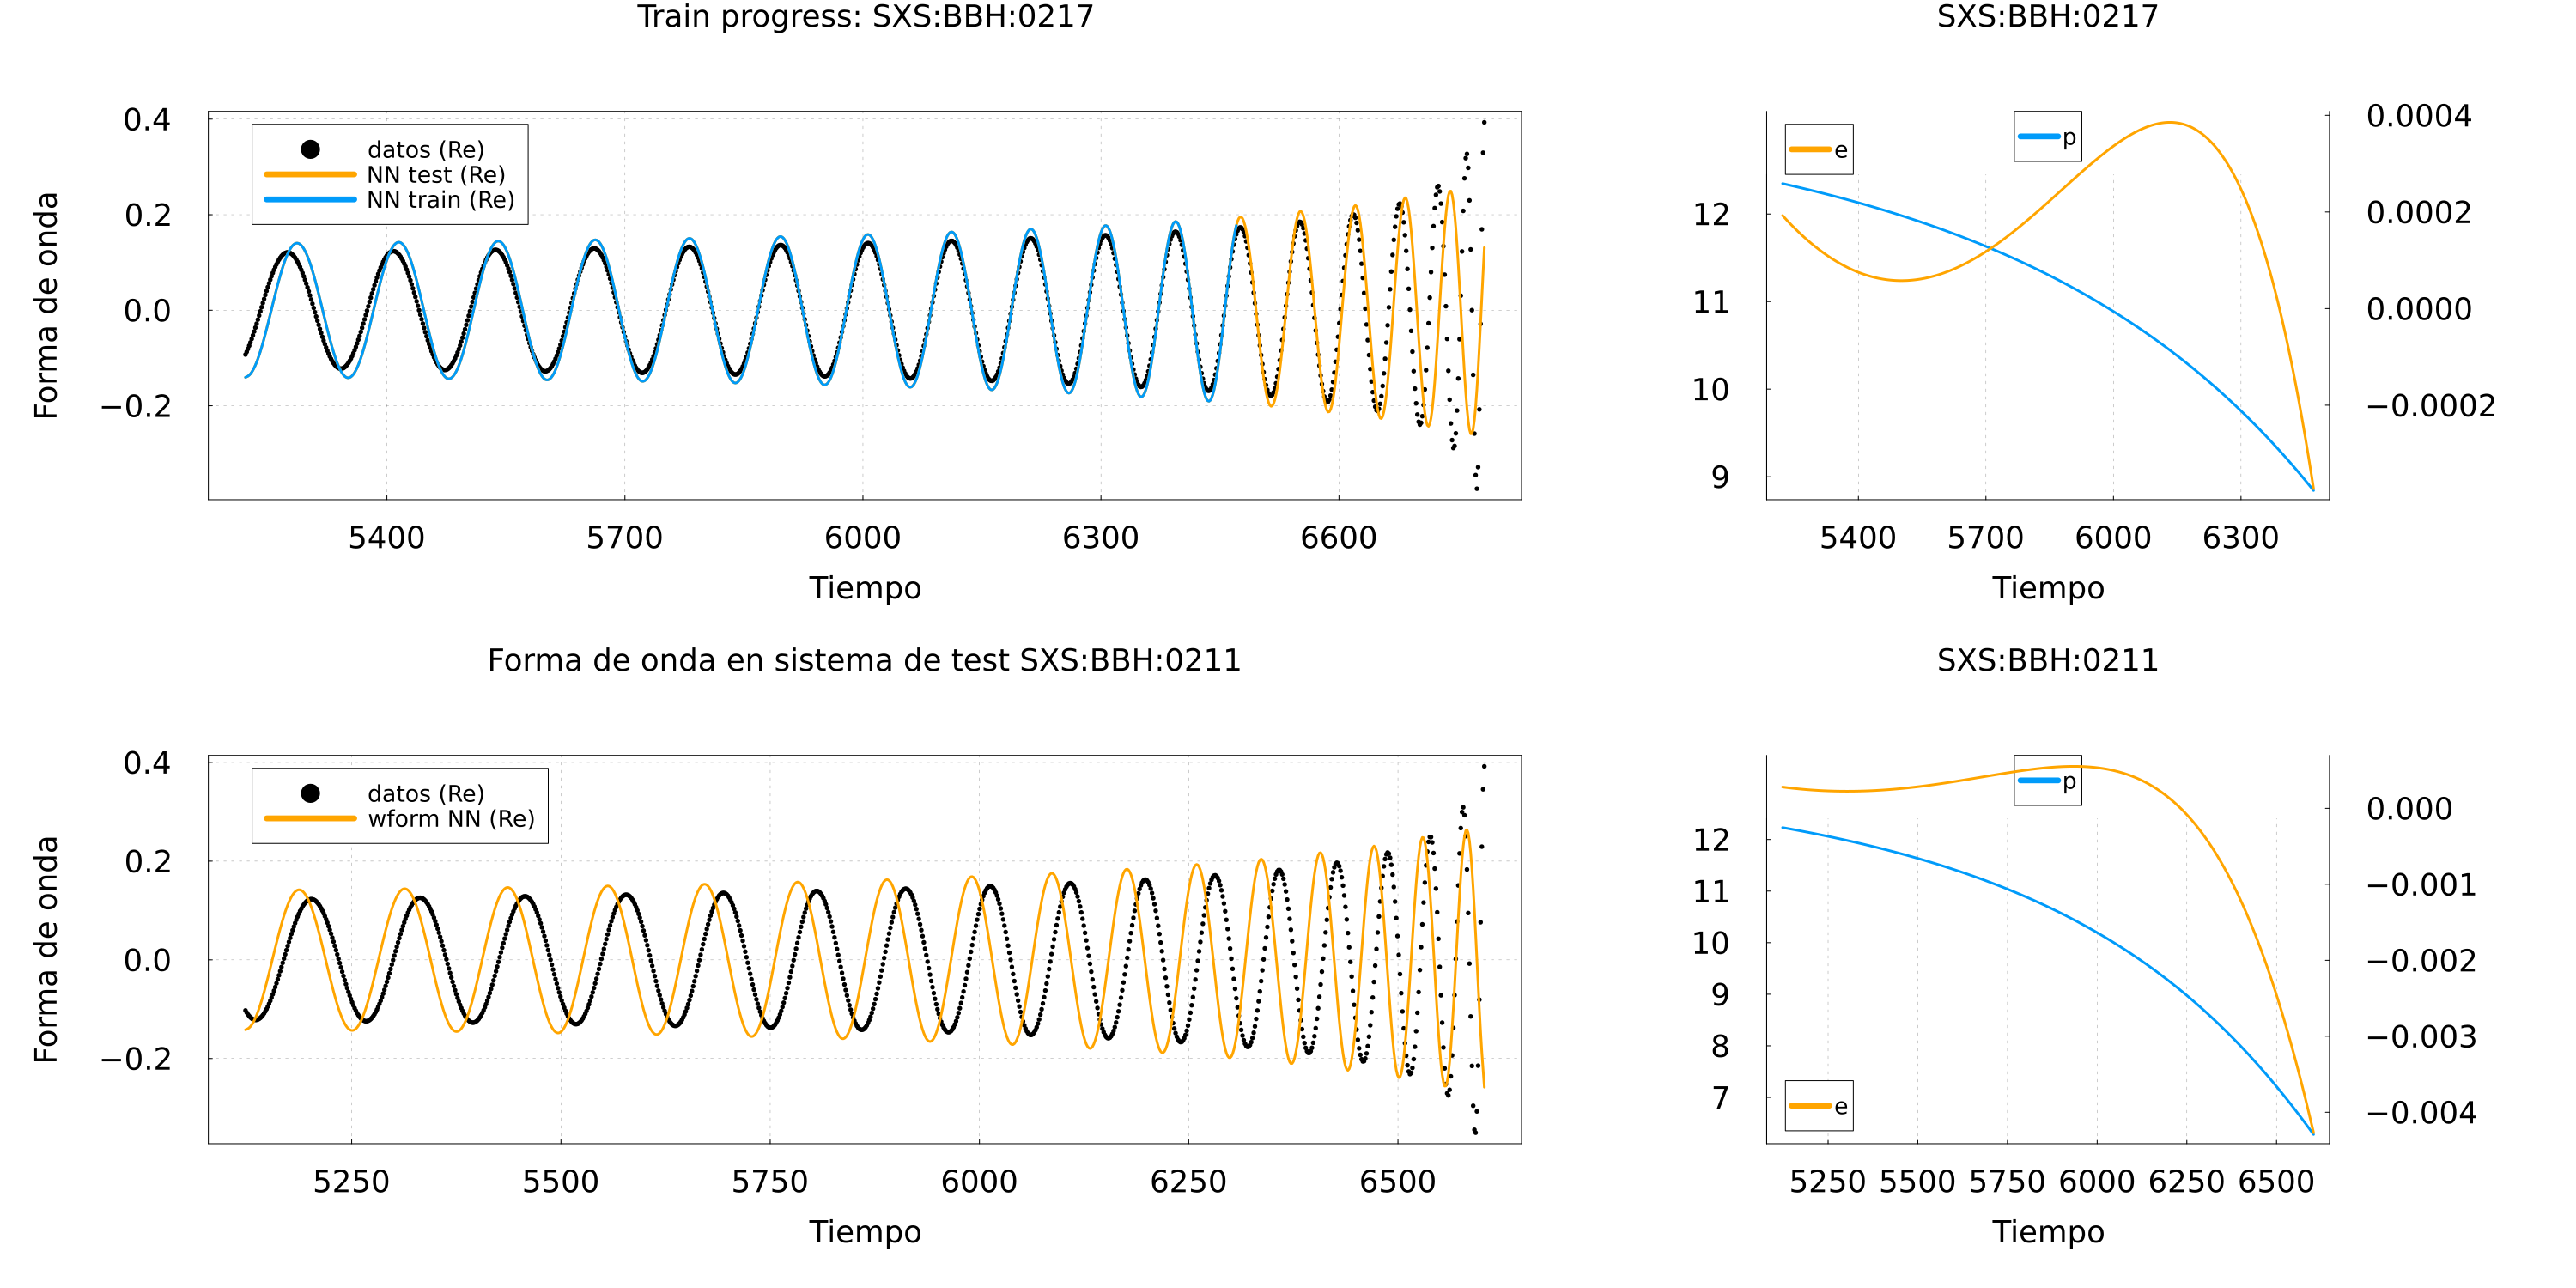 Train progress: SXS:BBH:0217
Forma de onda
0.4
0.2
0.0
−0.2
datos (Re)
NN test (Re)
NN train (Re)
5400 5700 6000 6300 6600
Tiempo
SXS:BBH:0217
12
11
10
9
e
p
0.0004
0.0002
0.0000
−0.0002
5400 5700 6000 6300
Tiempo
Forma de onda en sistema de test SXS:BBH:0211
Forma de onda
0.4
0.2
0.0
−0.2
datos (Re)
wform NN (Re)
5250 5500 5750 6000 6250 6500
Tiempo
SXS:BBH:0211
12
11
10
9
8
7
p
e
0.000
−0.001
−0.002
−0.003
−0.004
5250 5500 5750 6000 6250 6500
Tiempo